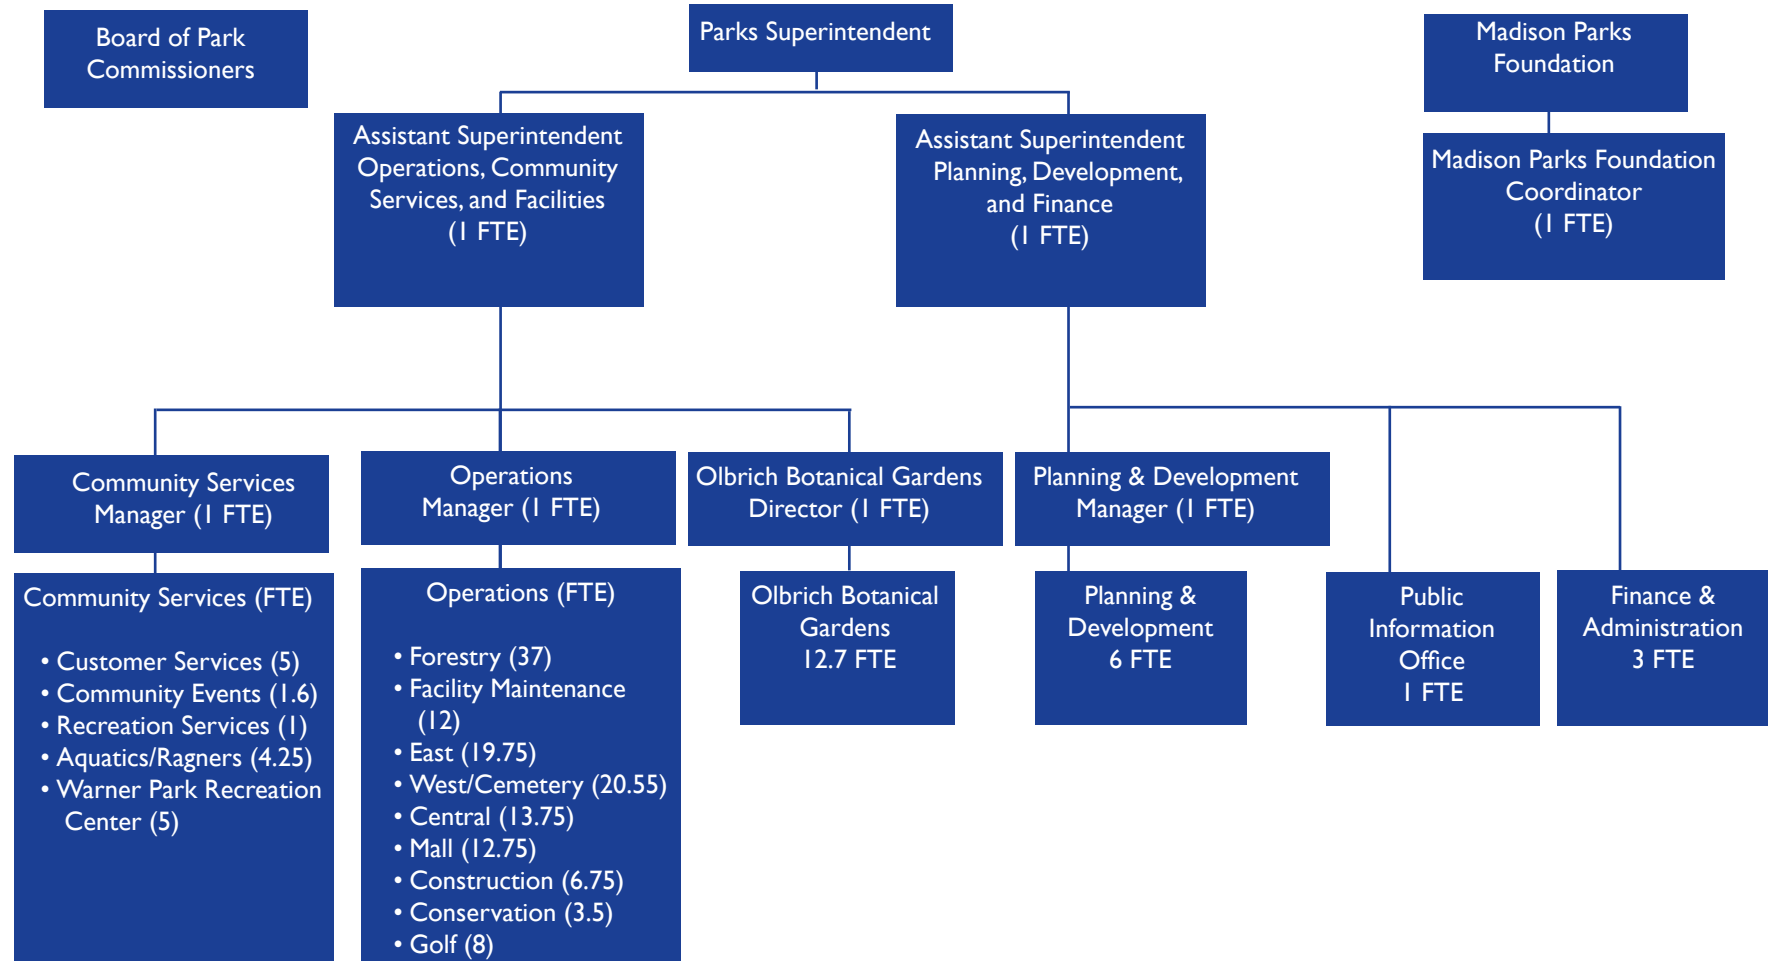 Board of Park
Commissioners
Parks Superintendent
Madison Parks
Foundation
Assistant Superintendent
Operations, Community
Services, and Facilities
(1 FTE)
Assistant Superintendent
Planning, Development,
and Finance
(1 FTE)
Madison Parks Foundation
Coordinator
(1 FTE)
Community Services
Manager (1 FTE)
Operations
Manager (1 FTE)
Olbrich Botanical Gardens
Director (1 FTE)
Planning & Development
Manager (1 FTE)
Community Services (FTE)
• Customer Services (5)
• Community Events (1.6)
• Recreation Services (1)
• Aquatics/Ragners (4.25)
• Warner Park Recreation
Center (5)
Operations (FTE)
• Forestry (37)
• Facility Maintenance
(12)
• East (19.75)
• West/Cemetery (20.55)
• Central (13.75)
• Mall (12.75)
• Construction (6.75)
• Conservation (3.5)
• Golf (8)
Olbrich Botanical
Gardens
12.7 FTE
Planning &
Development
6 FTE
Public
Information
Office
1 FTE
Finance &
Administration
3 FTE